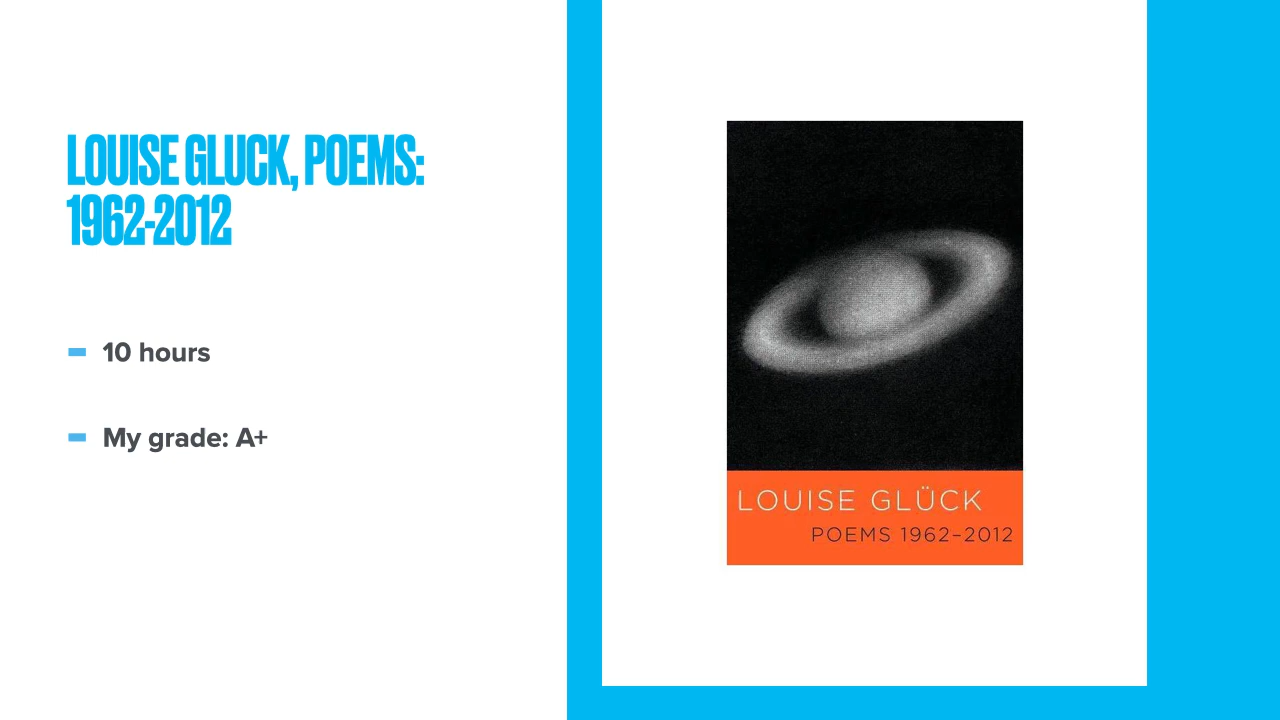 LOUISE GLUCK, POEMS:
1962-2012
10 hours
My grade: A+
LOUISE GLÜCK
POEMS 1962–2012